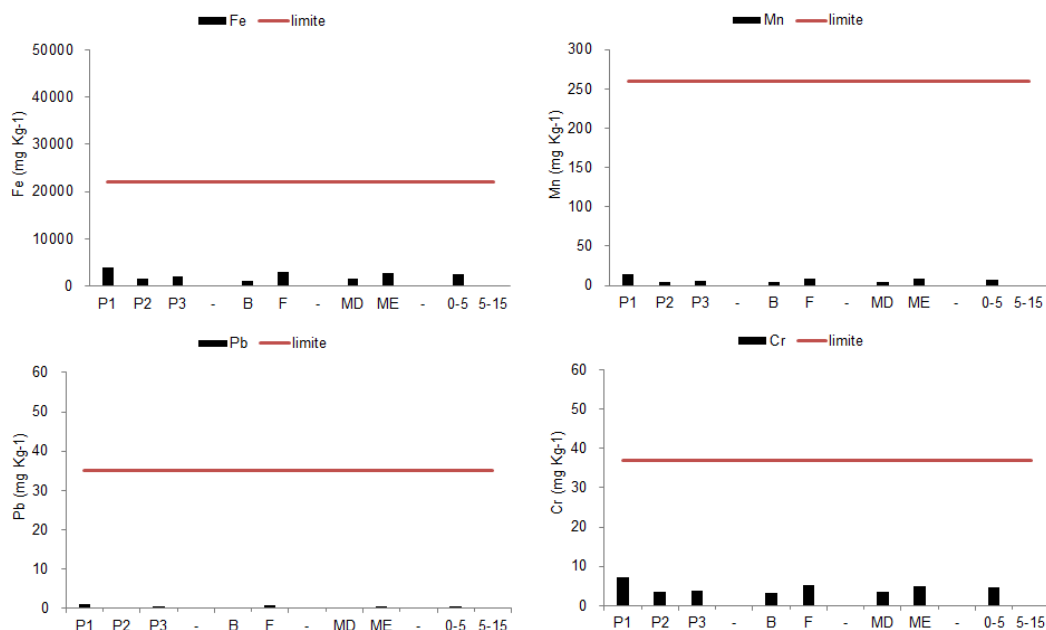 Fe limite
Fe (mg Kg-1)
50000
40000
30000
20000
10000
0
P1 P2 P3 - B F - MD ME - 0-5 5-15
Mn limite
Mn (mg Kg-1)
300
250
200
150
100
50
0
P1 P2 P3 - B F - MD ME - 0-5 5-15
Pb limite
Pb (mg Kg-1)
60
50
40
30
20
10
0
P1 P2 P3 - B F - MD ME - 0-5 5-15
Cr limite
Cr (mg Kg-1)
60
50
40
30
20
10
0
P1 P2 P3 - B F - MD ME - 0-5 5-15